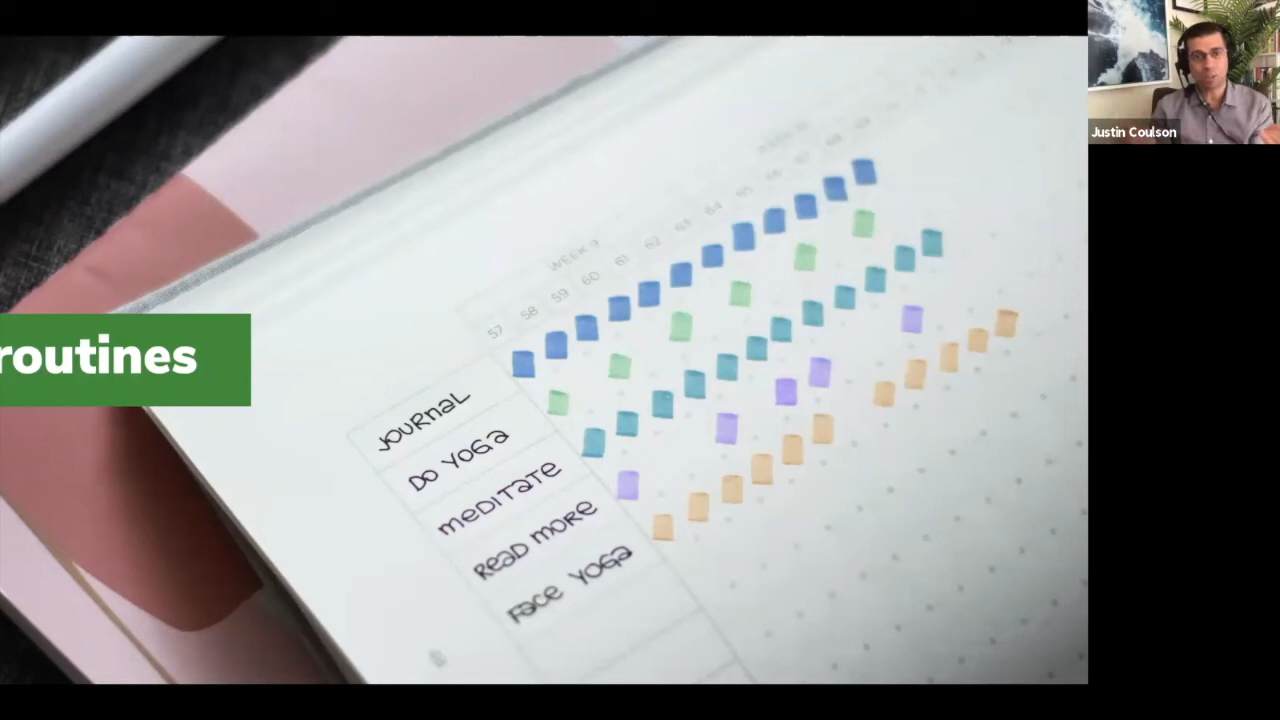 Justin Coulson
routines
WEEK 9
57 58 59 60 61 62 63 64 65 66 67 68 69
JOURNAL
DO YOGA
MEDITATE
READ MORE
FACE YOGA